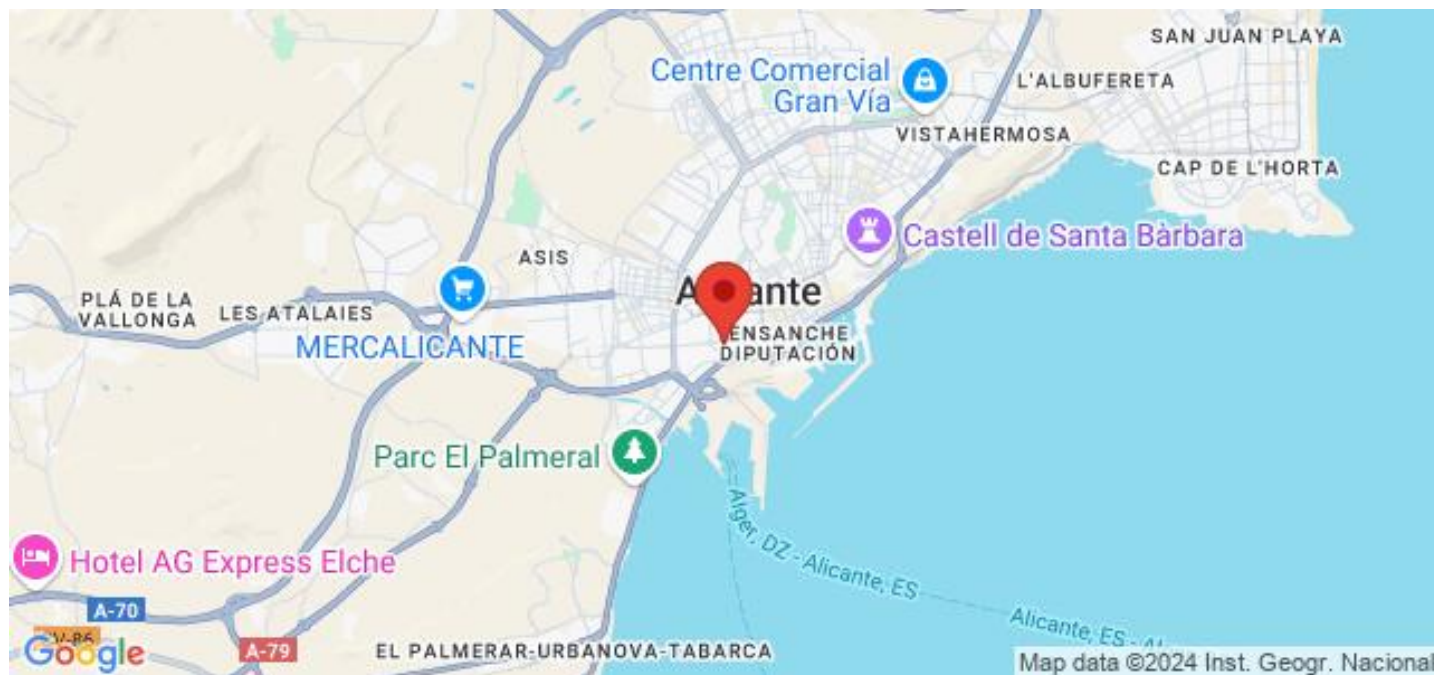 SAN JUAN PLAYA
Centre Comercial
Gran Vía
L'ALBUFERETA
VISTAHERMOSA
CAP DE L'HORTA
Castell de Santa Bàrbara
ASIS
PLÁ DE LA
VALLONGA
LES ATALAIES
MERCALICANTE
ENSANCHE
DIPUTACIÓN
Parc El Palmeral
Alger, DZ - Alicante, ES
Hotel AG Express Elche
A-70
Alicante, ES
A-79
Google
EL PALMERAR-URBANOVA-TABARCA
Map data ©2024 Inst. Geogr. Nacional